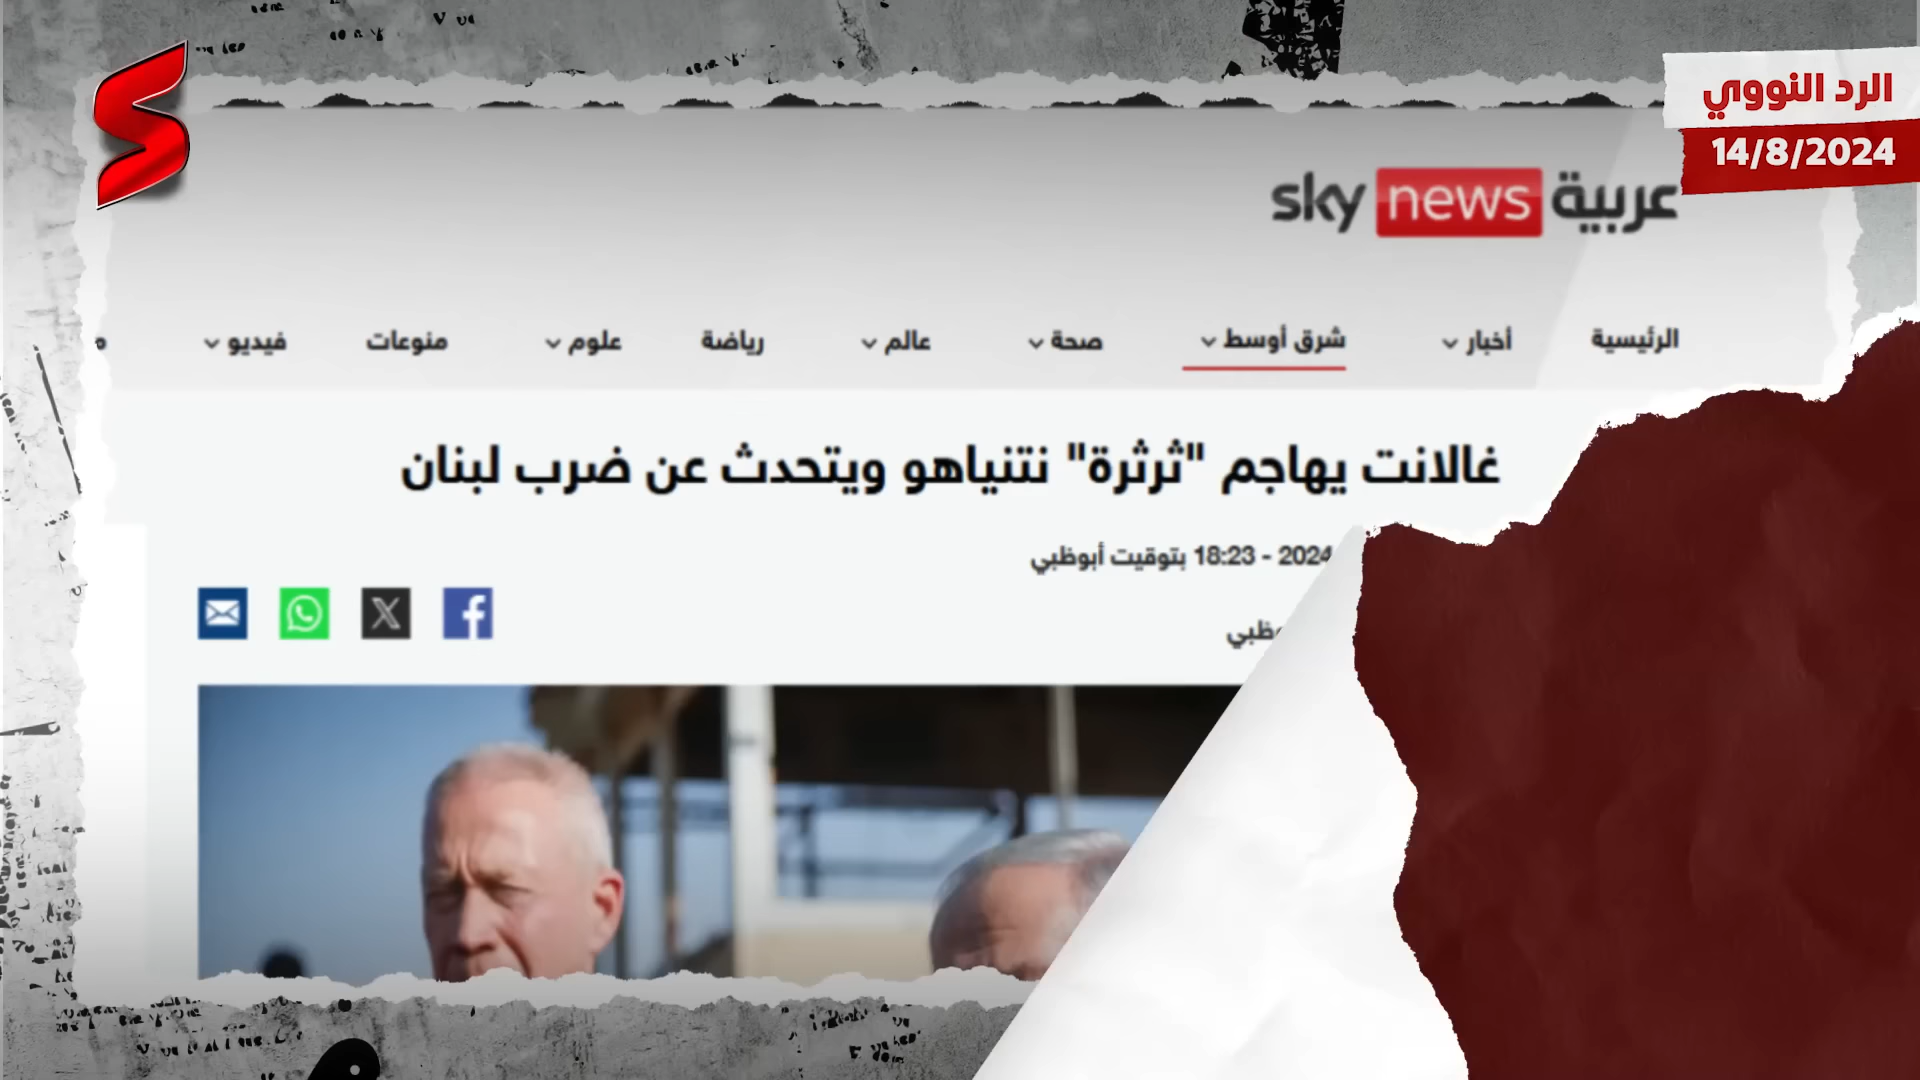 الرد النووي
14/8/2024
sky news عربية
الرئيسية أخبار شرق أوسط صحة عالم رياضة علوم منوعات فيديو
غالانت يهاجم "ثرثرة" نتنياهو ويتحدث عن ضرب لبنان
2024 - 18:23 بتوقيت أبوظبي